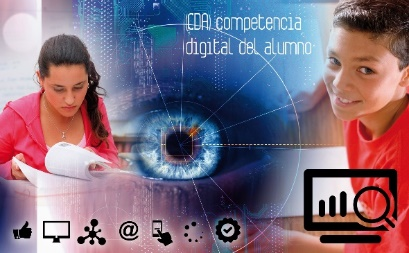 (CDA) competencia
digital del alumno
@